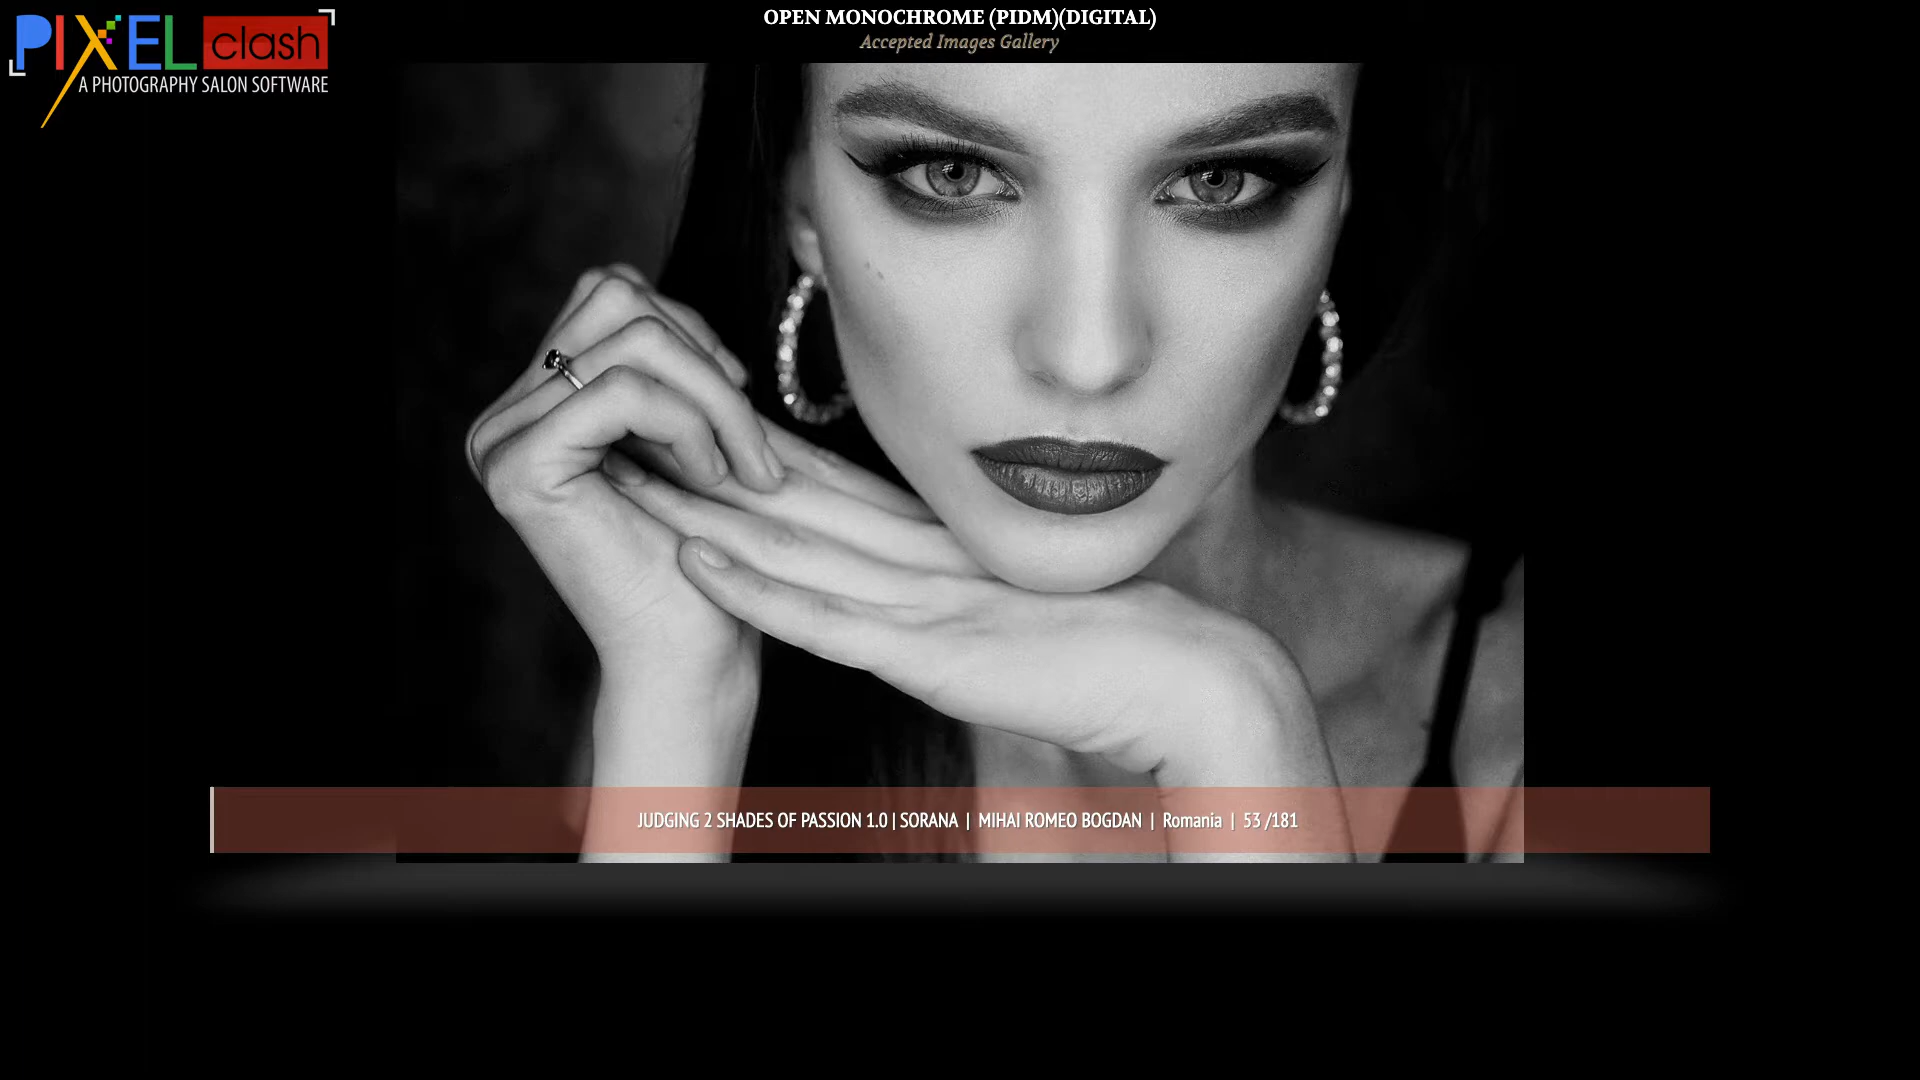 PIXEL clash
A PHOTOGRAPHY SALON SOFTWARE
OPEN MONOCHROME (PIDM)(DIGITAL)
Accepted Images Gallery
JUDGING 2 SHADES OF PASSION 1.0 | SORANA | MIHAI ROMEO BOGDAN | Romania | 53 /181